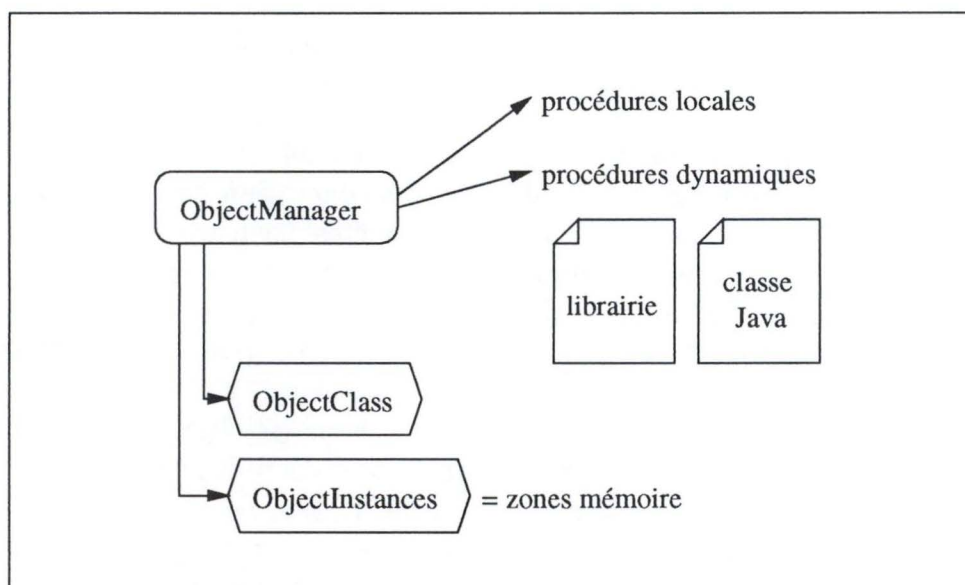 procédures locales
procédures dynamiques
ObjectManager
librairie
classe
Java
ObjectClass
ObjectInstances = zones mémoire